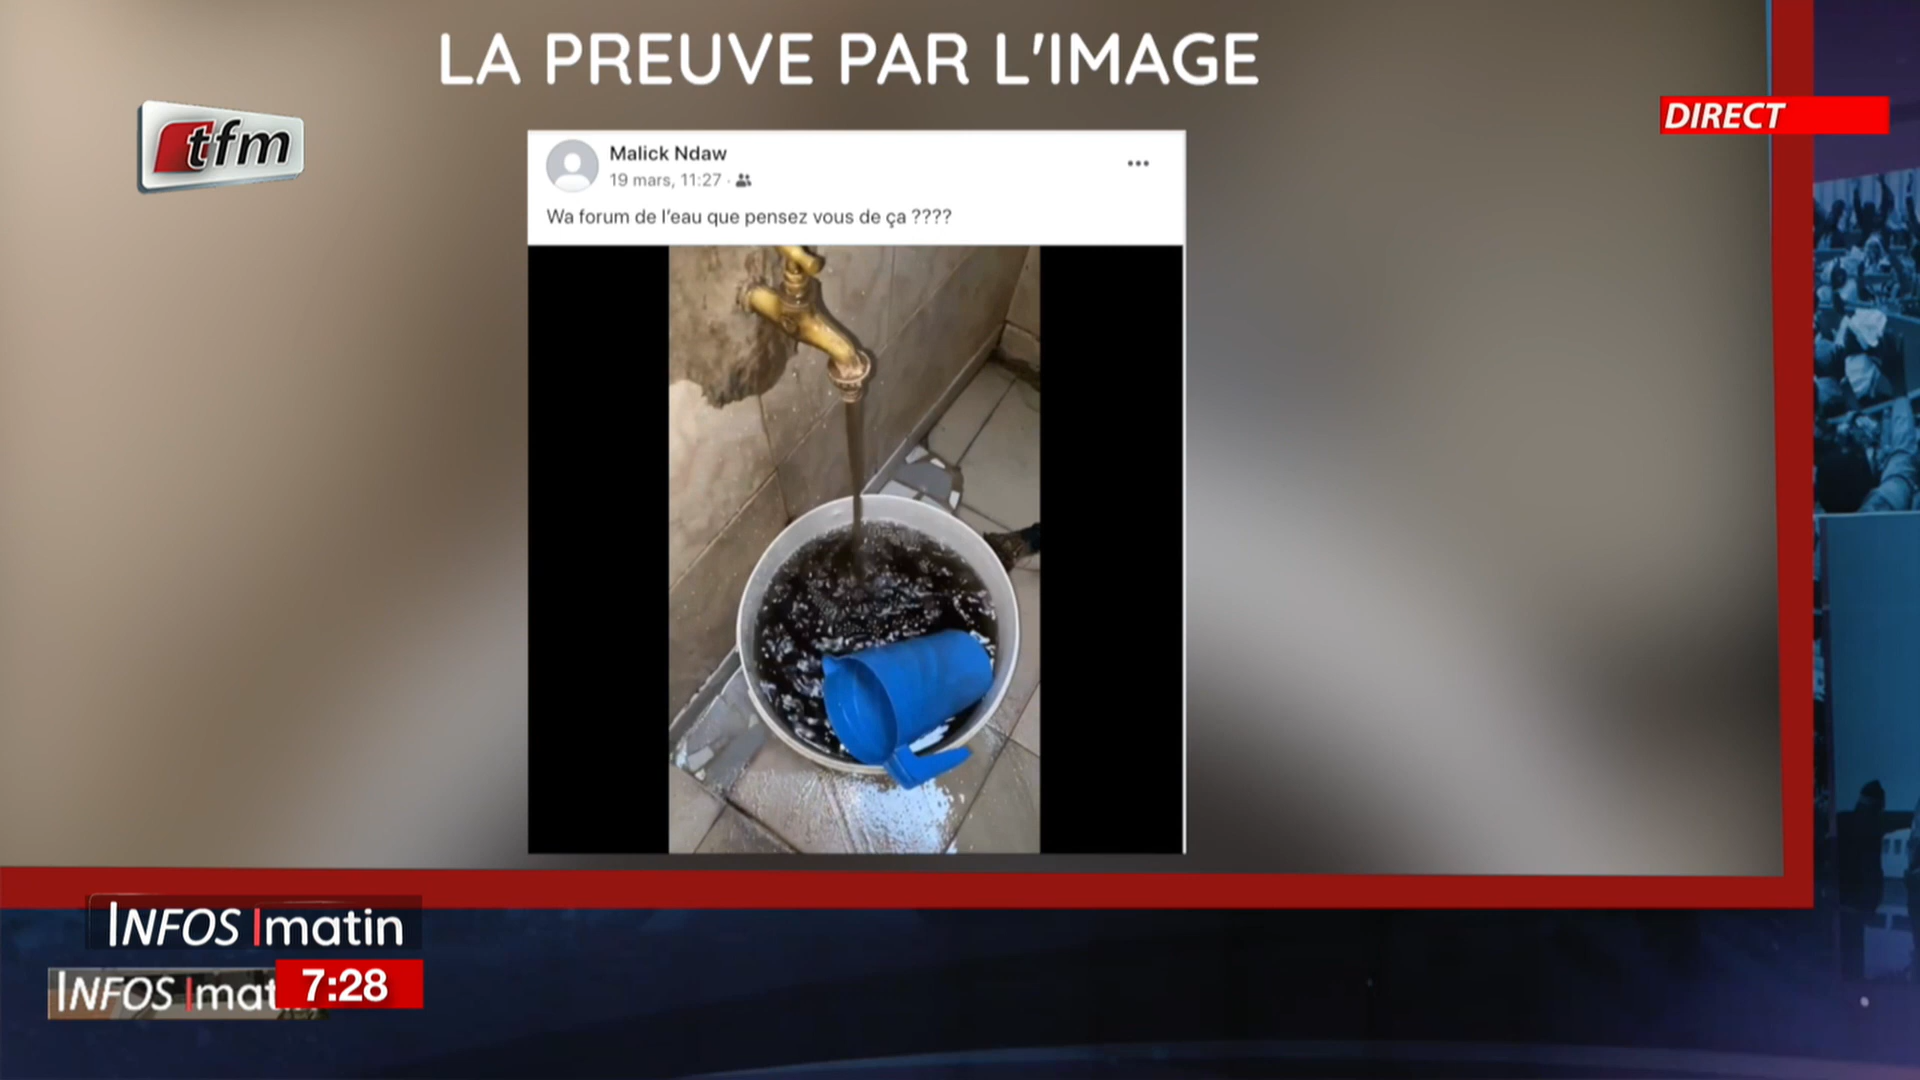 LA PREUVE PAR L'IMAGE
tfm
DIRECT
Malick Ndaw
19 mars, 11:27
Wa forum de l'eau que pensez vous de ça ????
INFOS matin
INFOS mat
7:28